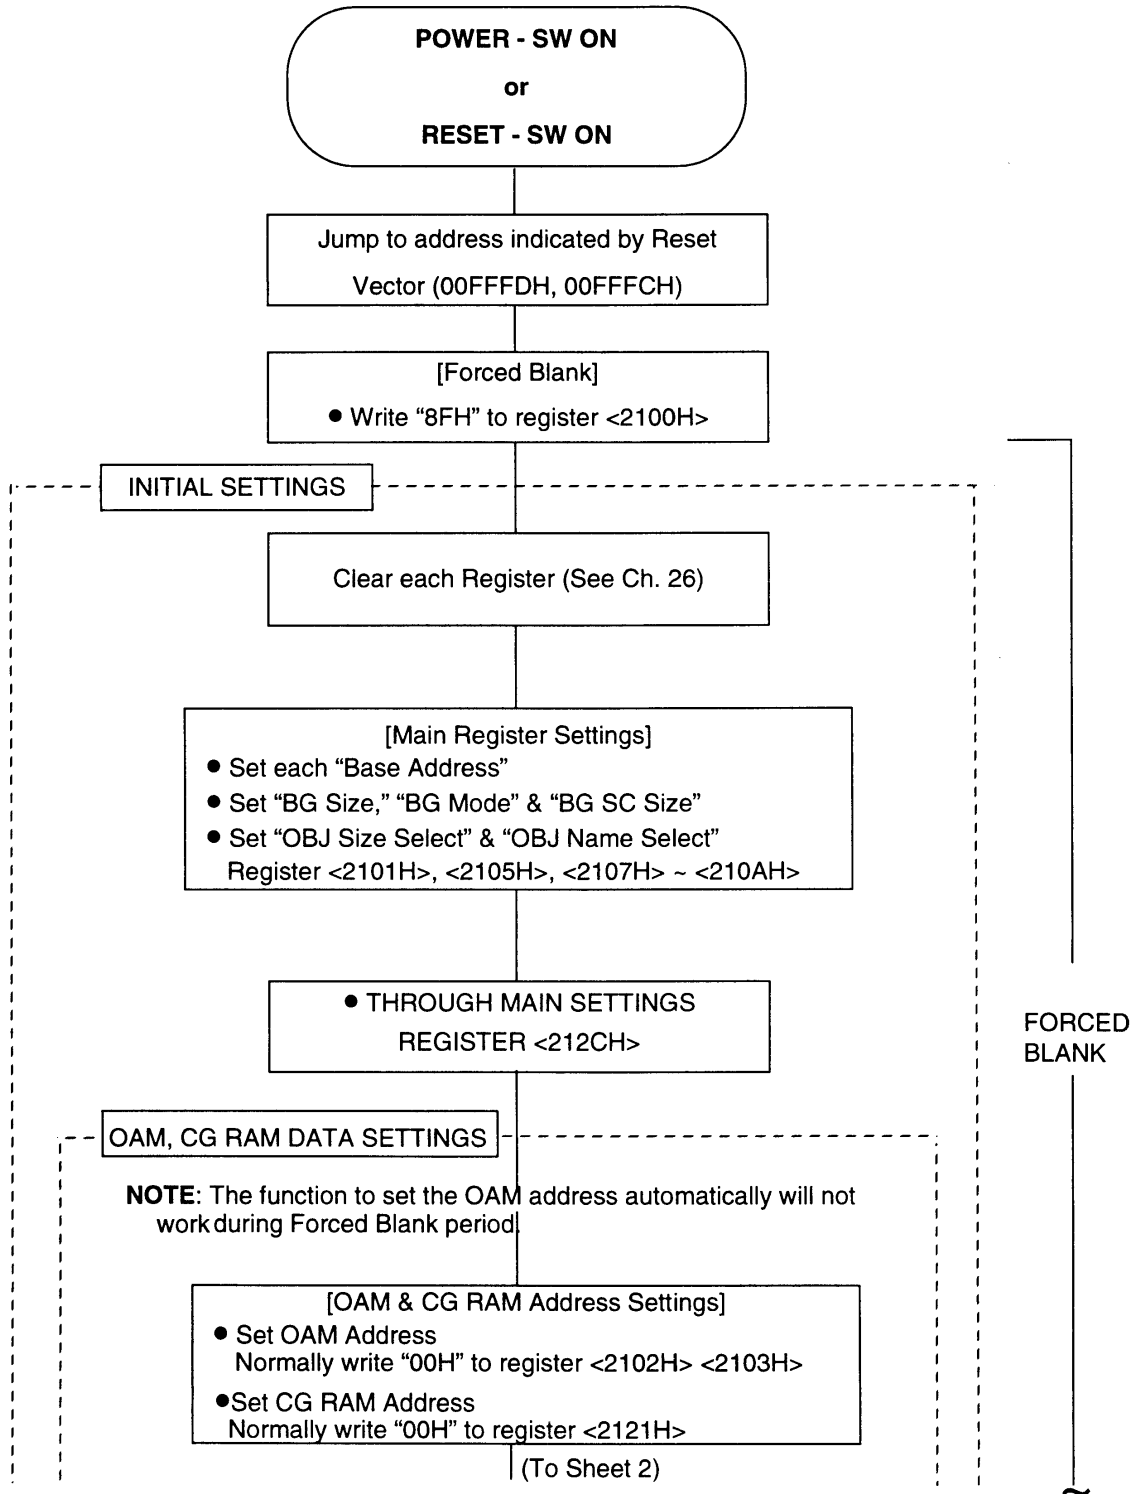 POWER - SW ON
or
RESET - SW ON
Jump to address indicated by Reset
Vector (00FFFDH, 00FFFCH)
[Forced Blank]
● Write “8FH” to register <2100H>
INITIAL SETTINGS
Clear each Register (See Ch. 26)
[Main Register Settings]
● Set each “Base Address”
● Set “BG Size,” “BG Mode” & “BG SC Size”
● Set “OBJ Size Select” & “OBJ Name Select”
Register <2101H>, <2105H>, <2107H> ~ <210AH>
● THROUGH MAIN SETTINGS
REGISTER <212CH>
FORCED
BLANK
OAM, CG RAM DATA SETTINGS
NOTE: The function to set the OAM address automatically will not
work during Forced Blank period.
[OAM & CG RAM Address Settings]
● Set OAM Address
Normally write “00H” to register <2102H> <2103H>
●Set CG RAM Address
Normally write “00H” to register <2121H>
(To Sheet 2)